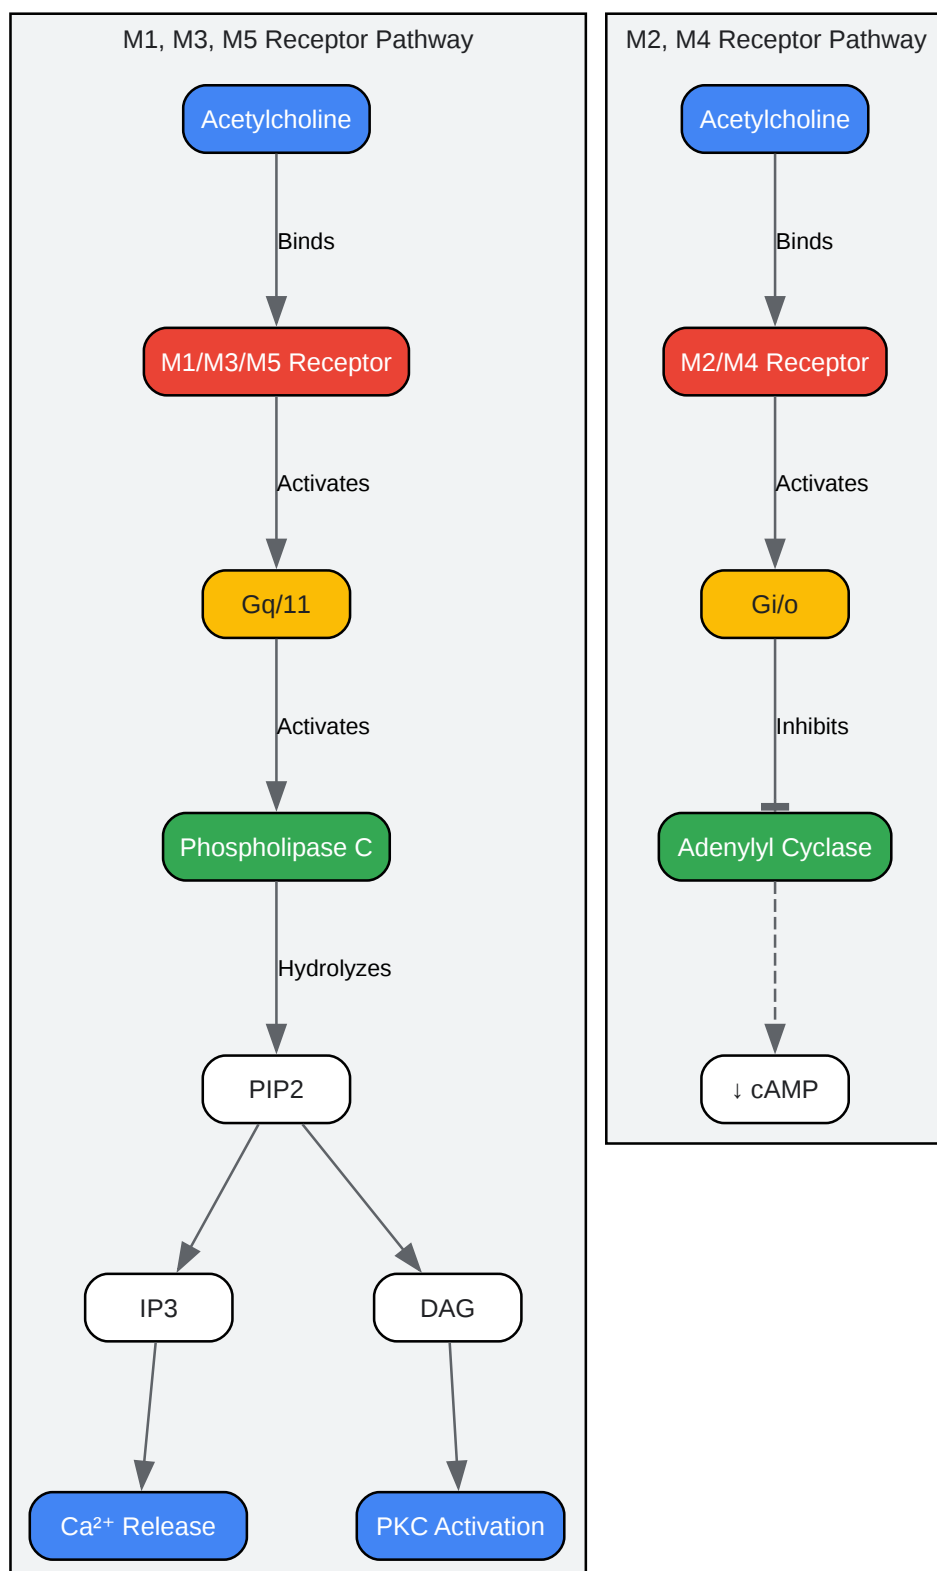 M1, M3, M5 Receptor Pathway
Acetylcholine
Binds
M1/M3/M5 Receptor
Activates
Gq/11
Activates
Phospholipase C
Hydrolyzes
PIP2
IP3
DAG
Ca²⁺ Release
PKC Activation
M2, M4 Receptor Pathway
Acetylcholine
Binds
M2/M4 Receptor
Activates
Gi/o
Inhibits
Adenylyl Cyclase
↓ cAMP